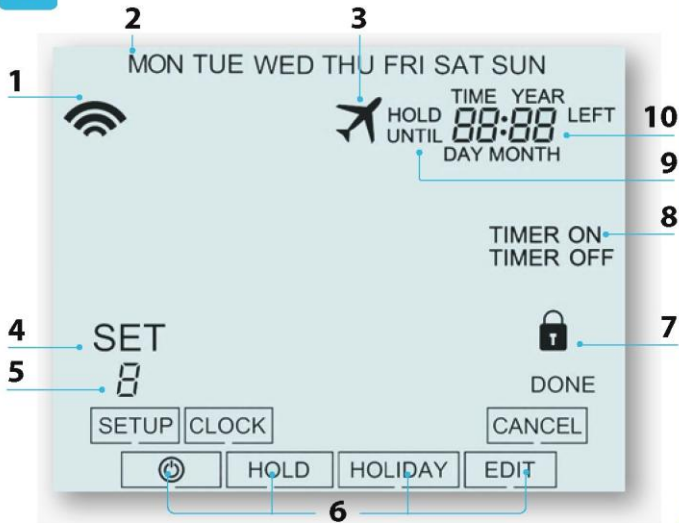 2
3
MON TUE WED THU FRI SAT SUN
1
TIME YEAR
HOLD 88:88 LEFT
10
UNTIL
DAY MONTH
9
8
TIMER ON
TIMER OFF
4
SET
7
5
8
DONE
SETUP CLOCK CANCEL
HOLD HOLIDAY EDIT
6